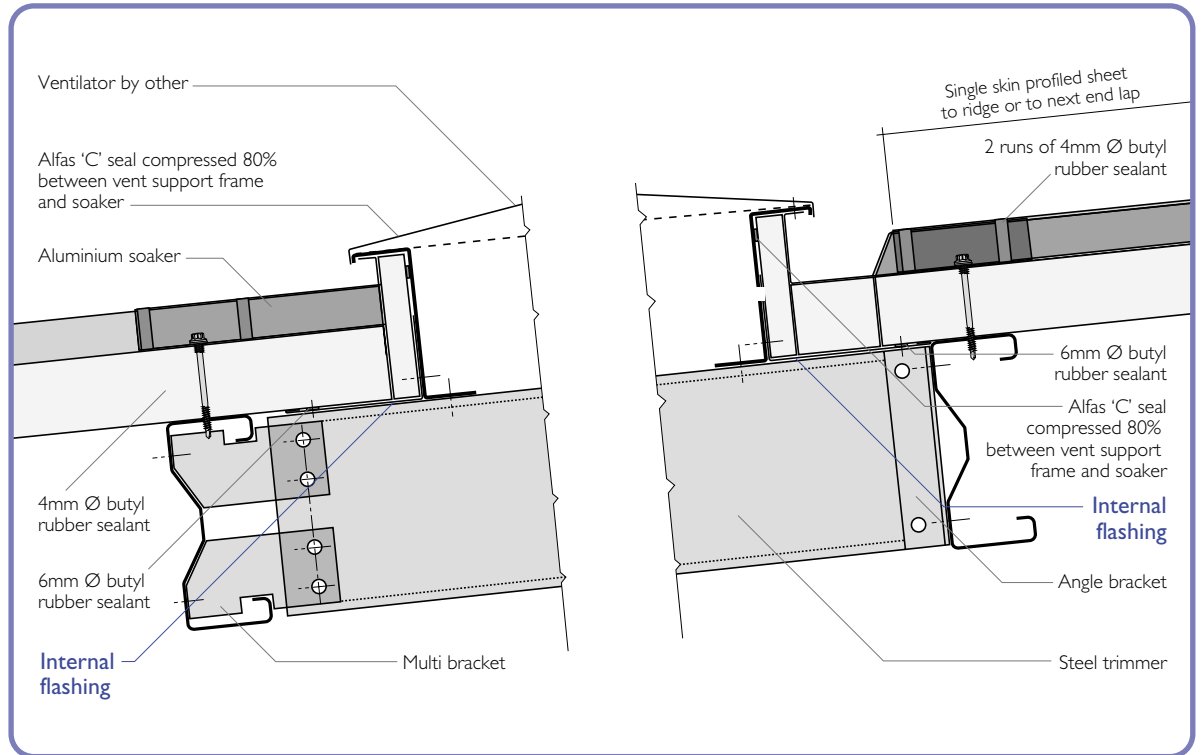 Ventilator by other
Alfas ‘C’ seal compressed 80%
between vent support frame
and soaker
Aluminium soaker
4mm Ø butyl
rubber sealant
6mm Ø butyl
rubber sealant
Internal
flashing
Multi bracket
Single skin profiled sheet
to ridge or to next end lap
2 runs of 4mm Ø butyl
rubber sealant
6mm Ø butyl
rubber sealant
Alfas ‘C’ seal
compressed 80%
between vent support
frame and soaker
Internal
flashing
Angle bracket
Steel trimmer